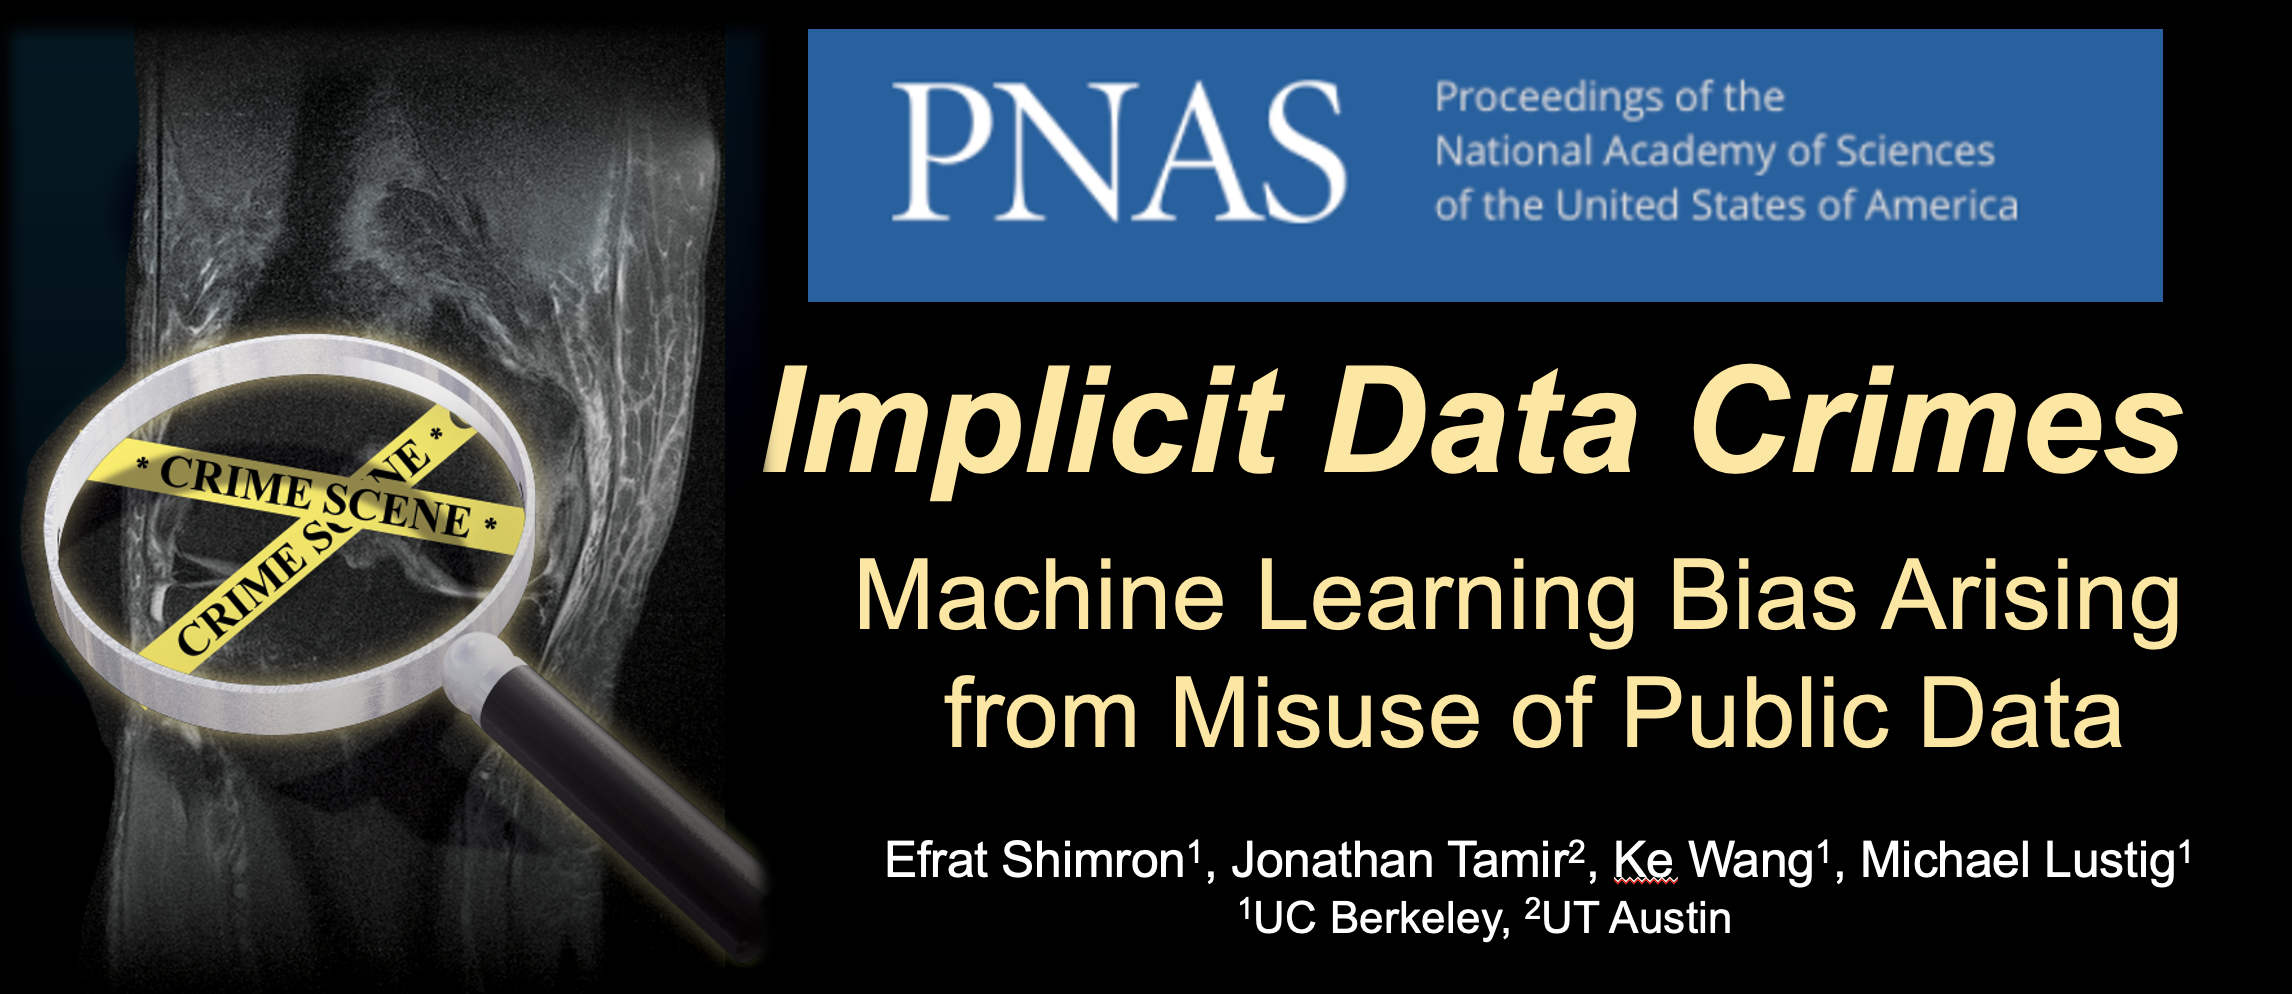 PNAS
Proceedings of the
National Academy of Sciences
of the United States of America
Implicit Data Crimes
Machine Learning Bias Arising
from Misuse of Public Data
Efrat Shimron¹, Jonathan Tamir², Ke Wang¹, Michael Lustig¹
¹UC Berkeley, ²UT Austin
* CRIME SCENE *
CRIME SCENE * C